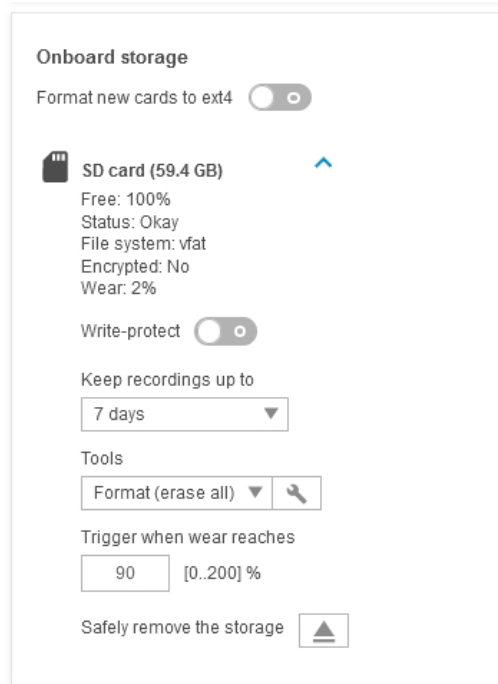 Onboard storage
Format new cards to ext4
SD card (59.4 GB)
Free: 100%
Status: Okay
File system: vfat
Encrypted: No
Wear: 2%
Write-protect
Keep recordings up to
7 days
Tools
Format (erase all)
Trigger when wear reaches
90 [0..200] %
Safely remove the storage